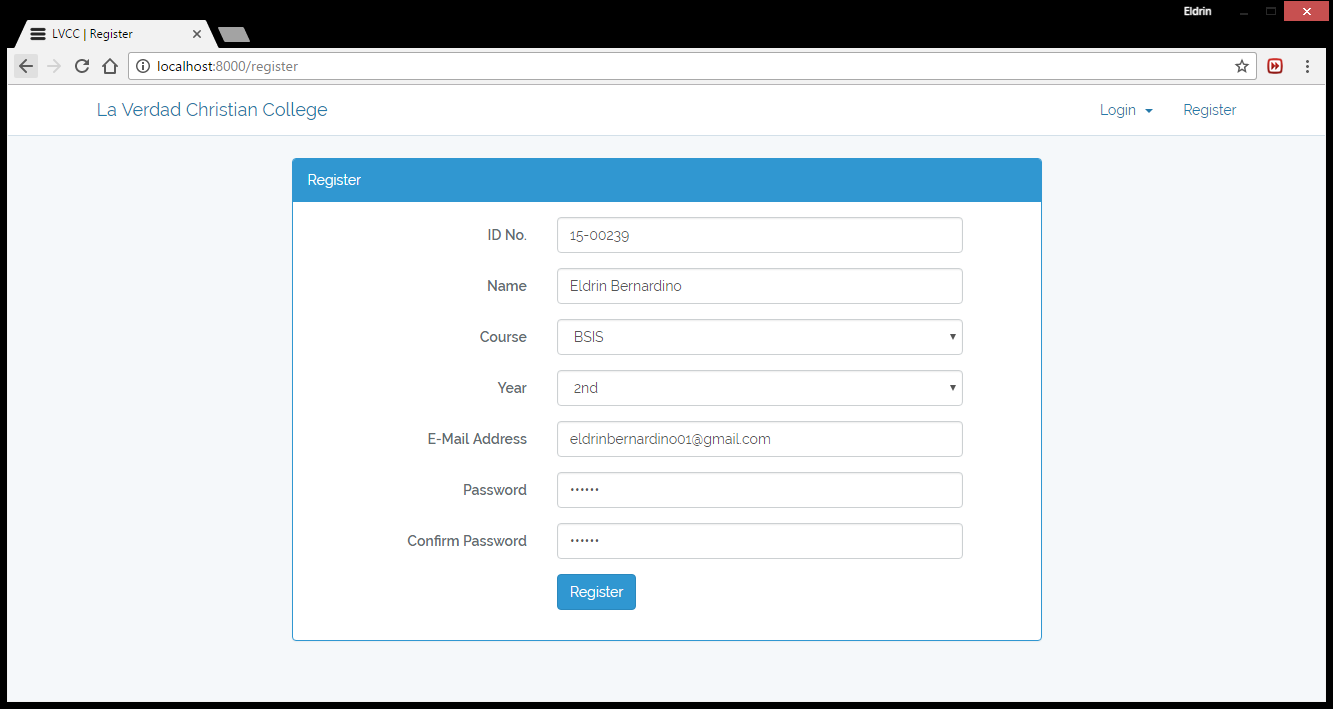 Eldrin
LVCC | Register
localhost:8000/register
La Verdad Christian College
Login
Register
Register
ID No.
15-00239
Name
Eldrin Bernardino
Course
BSIS
Year
2nd
E-Mail Address
eldrinbernardino01@gmail.com
Password
••••••
Confirm Password
••••••
Register